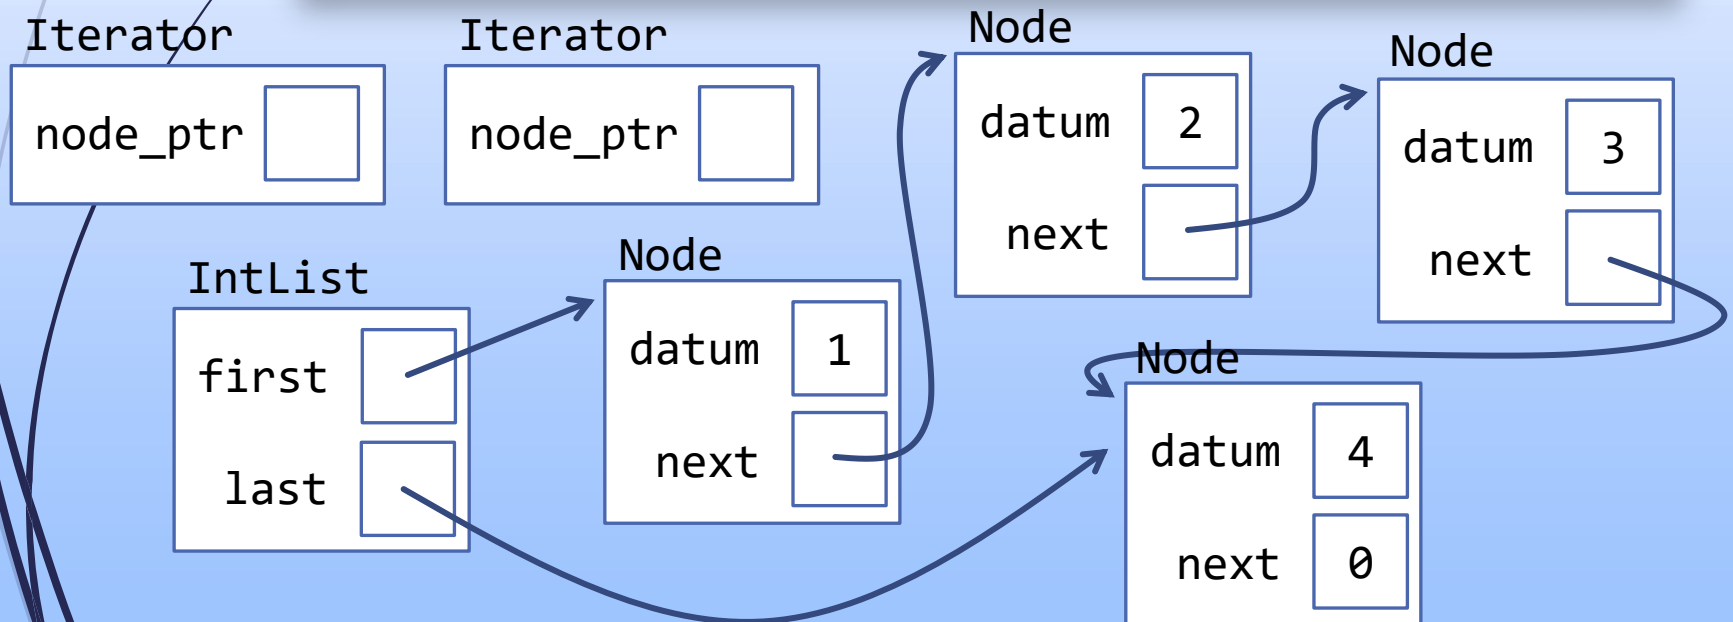 Iterator
node_ptr
Iterator
node_ptr
Node
datum 2
next
Node
datum 3
next
IntList
first
last
Node
datum 1
next
Node
datum 4
next 0